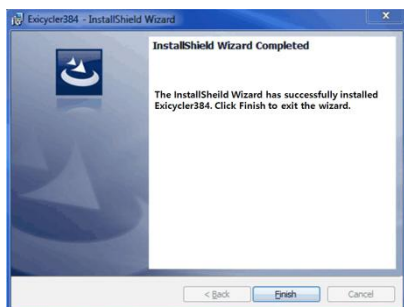 Exicycler384 - InstallShield Wizard
X
InstallShield Wizard Completed
The InstallSheild Wizard has successfully installed
Exicycler384. Click Finish to exit the wizard.
< Back
Finish
Cancel